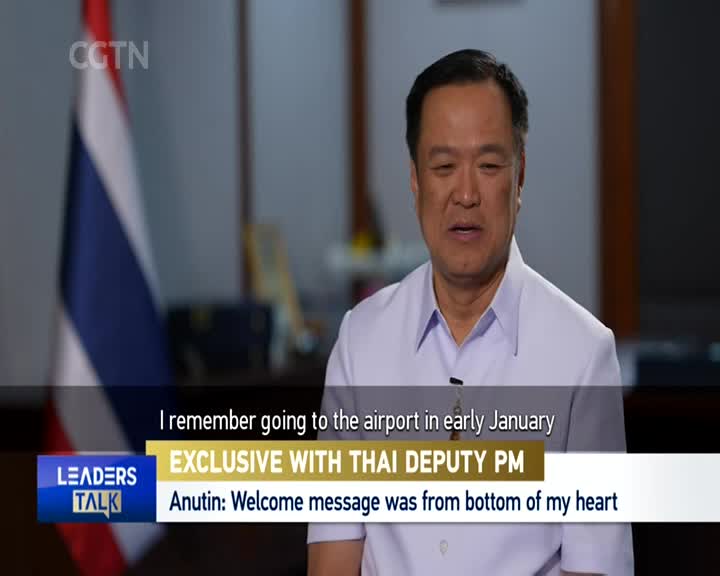 CGTN
I remember going to the airport in early January
EXCLUSIVE WITH THAI DEPUTY PM
LEADERS
TALK
Anutin: Welcome message was from bottom of my heart